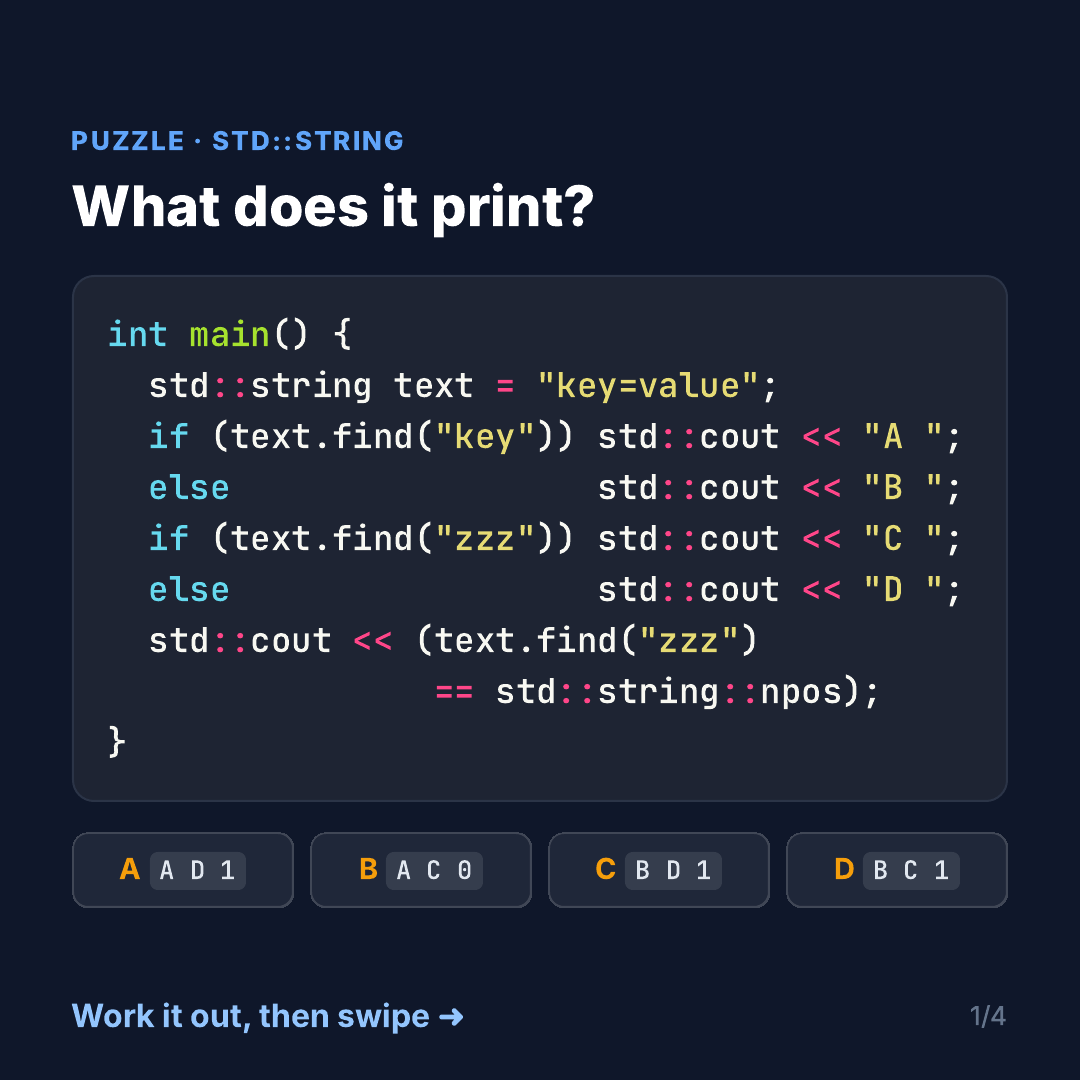 PUZZLE · STD::STRING
What does it print?
int main() {
  std::string text = "key=value";
  if (text.find("key")) std::cout << "A ";
  else                  std::cout << "B ";
  if (text.find("zzz")) std::cout << "C ";
  else                  std::cout << "D ";
  std::cout << (text.find("zzz")
                == std::string::npos);
}
A A D 1
B A C 0
C B D 1
D B C 1
Work it out, then swipe ➜
1/4